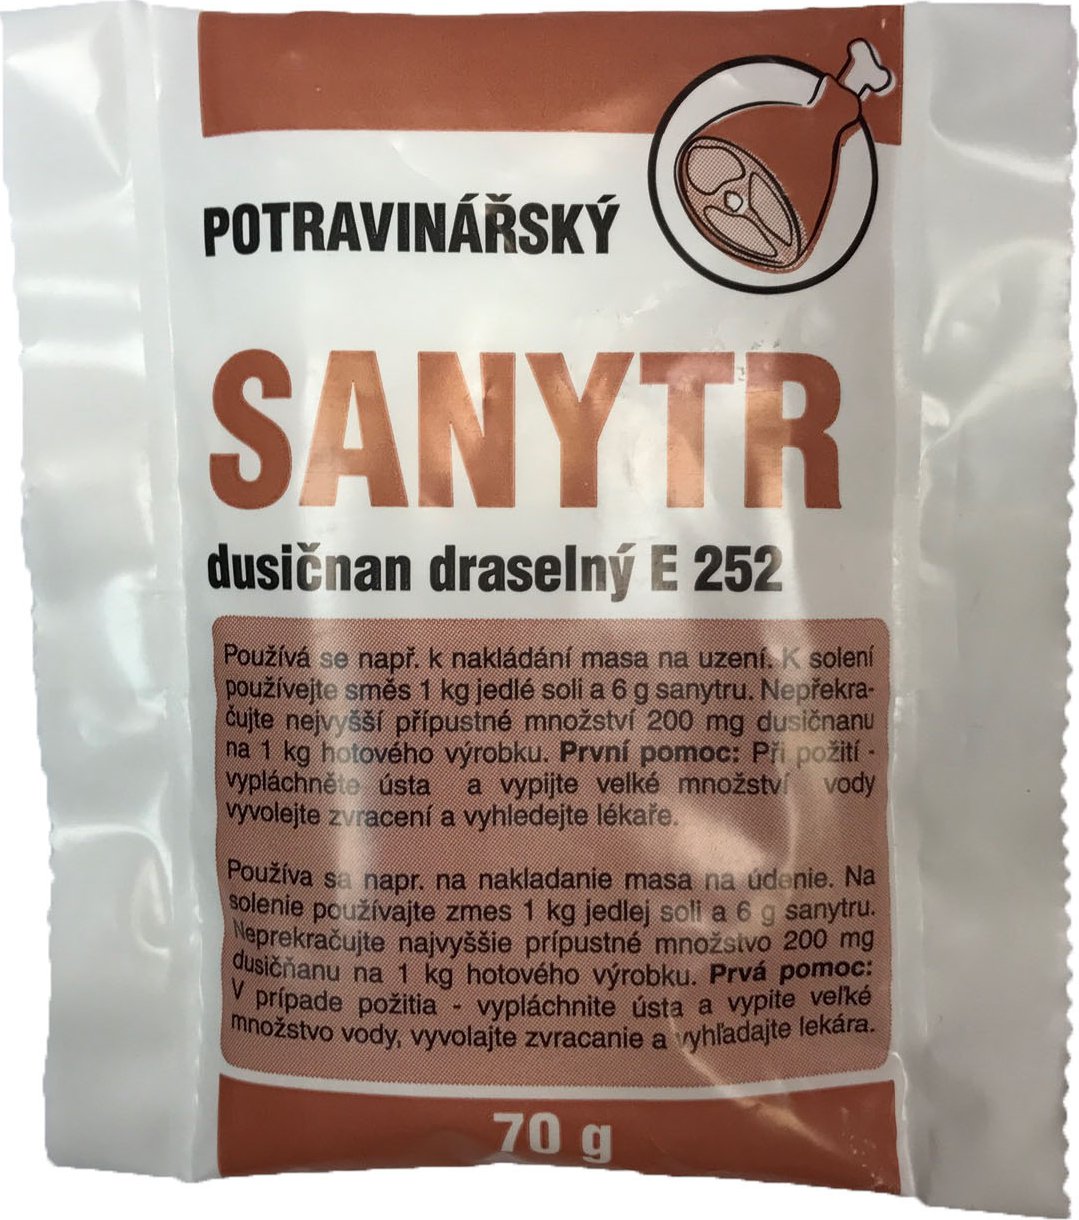 POTRAVINÁŘSKÝ
SANYTR
dusičnan draselný E 252
Používá se např. k nakládání masa na uzení. K solení
používejte směs 1 kg jedlé soli a 6 g sanytru. Nepřekra-
čujte nejvyšší přípustné množství 200 mg dusičnanu
na 1 kg hotového výrobku. První pomoc: Při požití -
vypláchněte ústa a vypijte velké množství vody
vyvolejte zvracení a vyhledejte lékaře.
Používa sa napr. na nakladanie masa na údenie. Na
solenie používajte zmes 1 kg jedlej soli a 6 g sanytru.
Neprekračujte najvyššie prípustné množstvo 200 mg
dusičňanu na 1 kg hotového výrobku. Prvá pomoc:
V prípade požitia - vypláchnite ústa a vypite veľké
množstvo vody, vyvolajte zvracanie a vyhľadajte lekára.
70 g